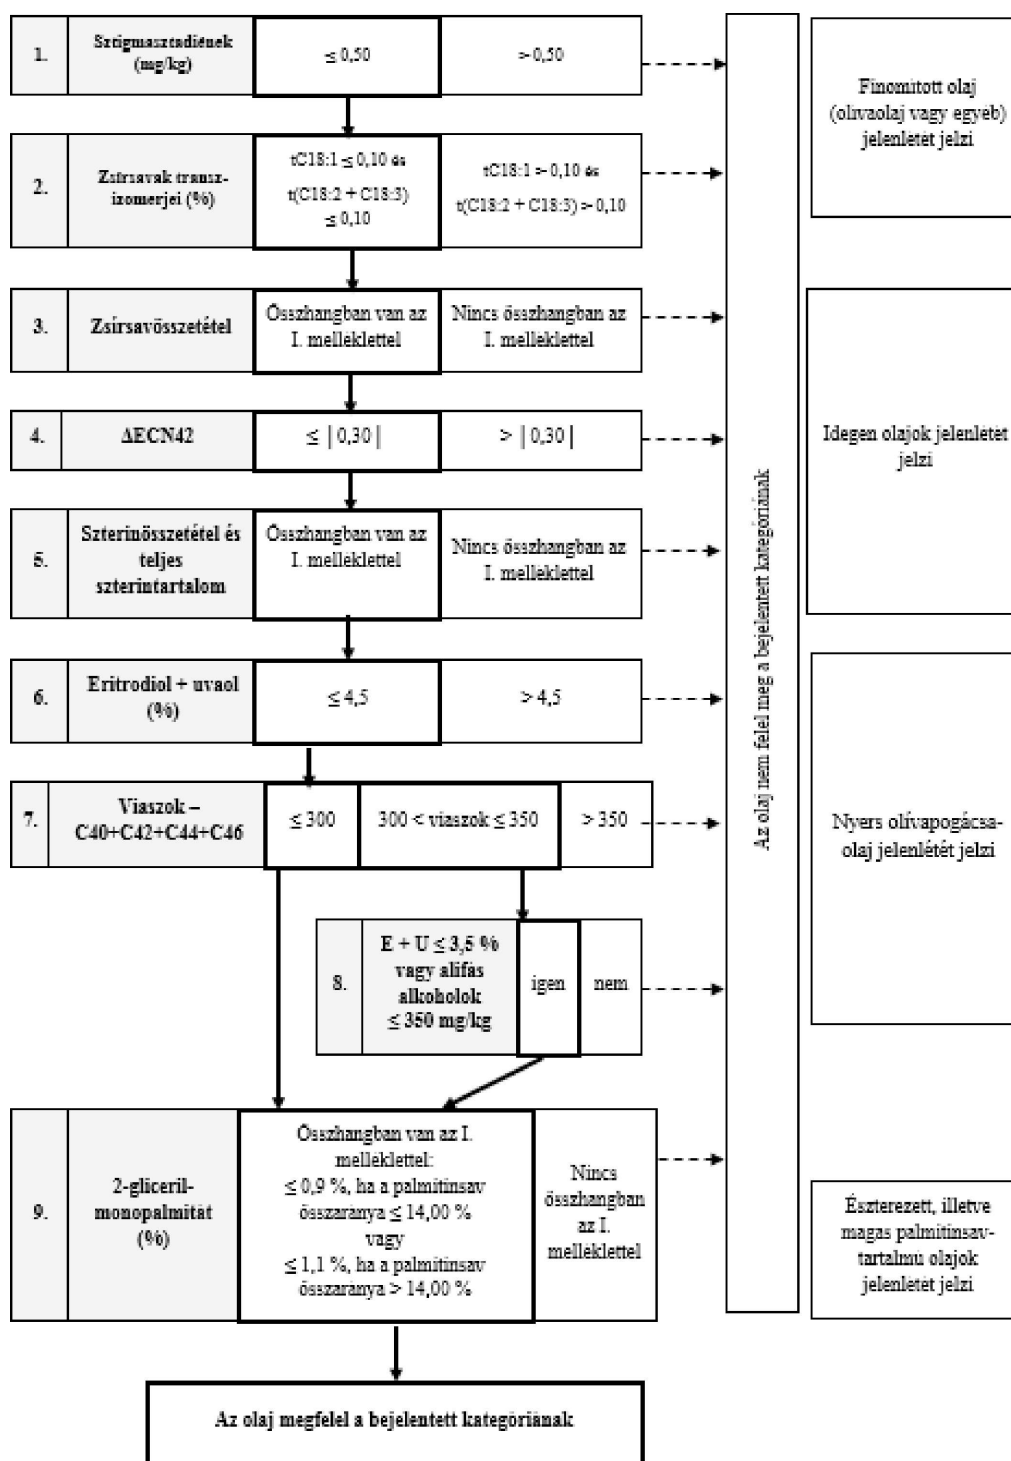 1.
Sztigmasztadiének
(mg/kg)
≤ 0,50
> 0,50
2.
Zsírsavak transz-
izomerjei (%)
tC18:1 ≤ 0,10 és
t(C18:2 + C18:3)
≤ 0,10
tC18:1 > 0,10 és
t(C18:2 + C18:3) > 0,10
3.
Zsírsavösszetétel
Összhangban van az
I. melléklettel
Nincs összhangban az
I. melléklettel
4.
ΔECN42
≤ | 0,30 |
> | 0,30 |
5.
Szterinösszetétel és
teljes
szterintartalom
Összhangban van az
I. melléklettel
Nincs összhangban az
I. melléklettel
6.
Eritrodiol + uvaol
(%)
≤ 4,5
> 4,5
7.
Viaszok –
C40+C42+C44+C46
≤ 300
300 < viaszok ≤ 350
> 350
8.
E + U ≤ 3,5 %
vagy alifás
alkoholok
≤ 350 mg/kg
igen
nem
9.
2-gliceril-
monopalmitát
(%)
Összhangban van az I.
melléklettel:
≤ 0,9 %, ha a palmitinsav
összaránya ≤ 14,00 %
vagy
≤ 1,1 %, ha a palmitinsav
összaránya > 14,00 %
Nincs
összhangban
az I.
melléklettel
Az olaj megfelel a bejelentett kategóriának
Az olaj nem felel meg a bejelentett kategóriának
Finomított olaj
(olívaolaj vagy egyéb)
jelenlétét jelzi
Idegen olajok jelenlétét
jelzi
Nyers olívapogácsa-
olaj jelenlétét jelzi
Észterezett, illetve
magas palmitinsav-
tartalmú olajok
jelenlétét jelzi